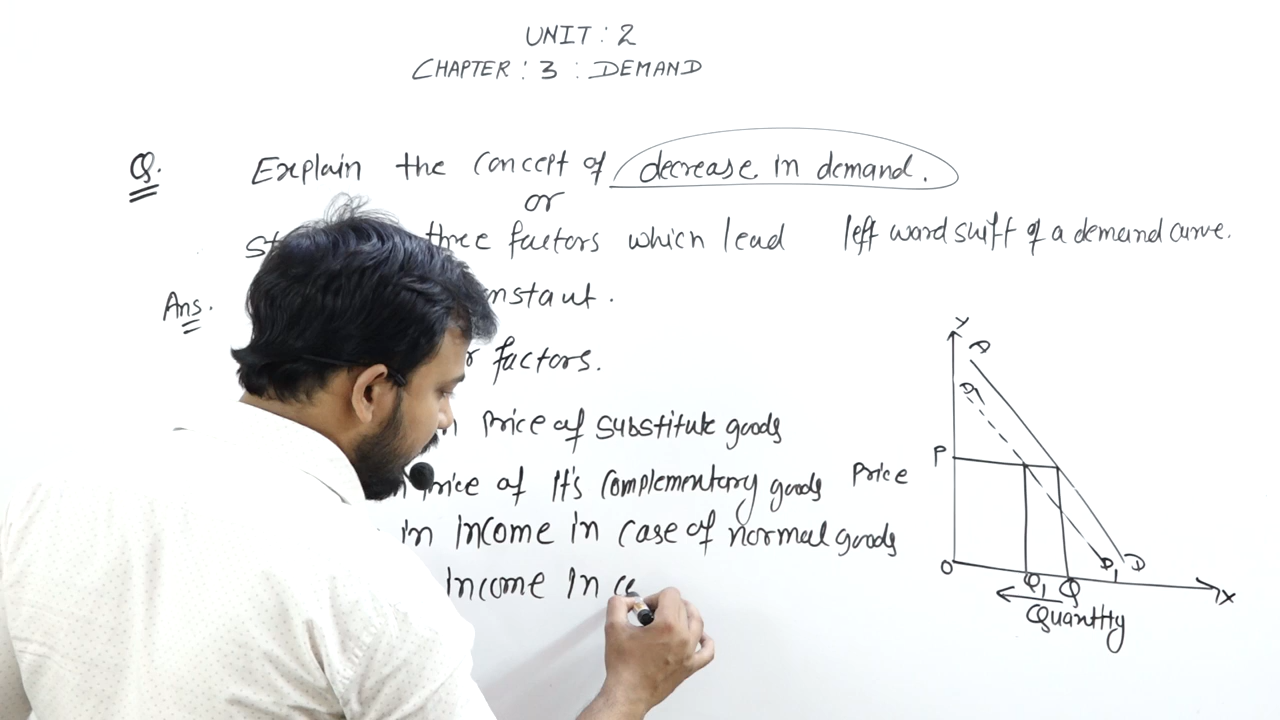 UNIT : 2
CHAPTER : 3 : DEMAND
Q. Explain the concept of decrease in demand.
or
three factors which lead left ward shift of a demand curve.
Ans.
factors.
Price of substitute goods
price of It's complementary goods
in income in case of normal goods
income in
Y
D
D1
P
Price
O
Q1 Q
D1 D
X
Quantity